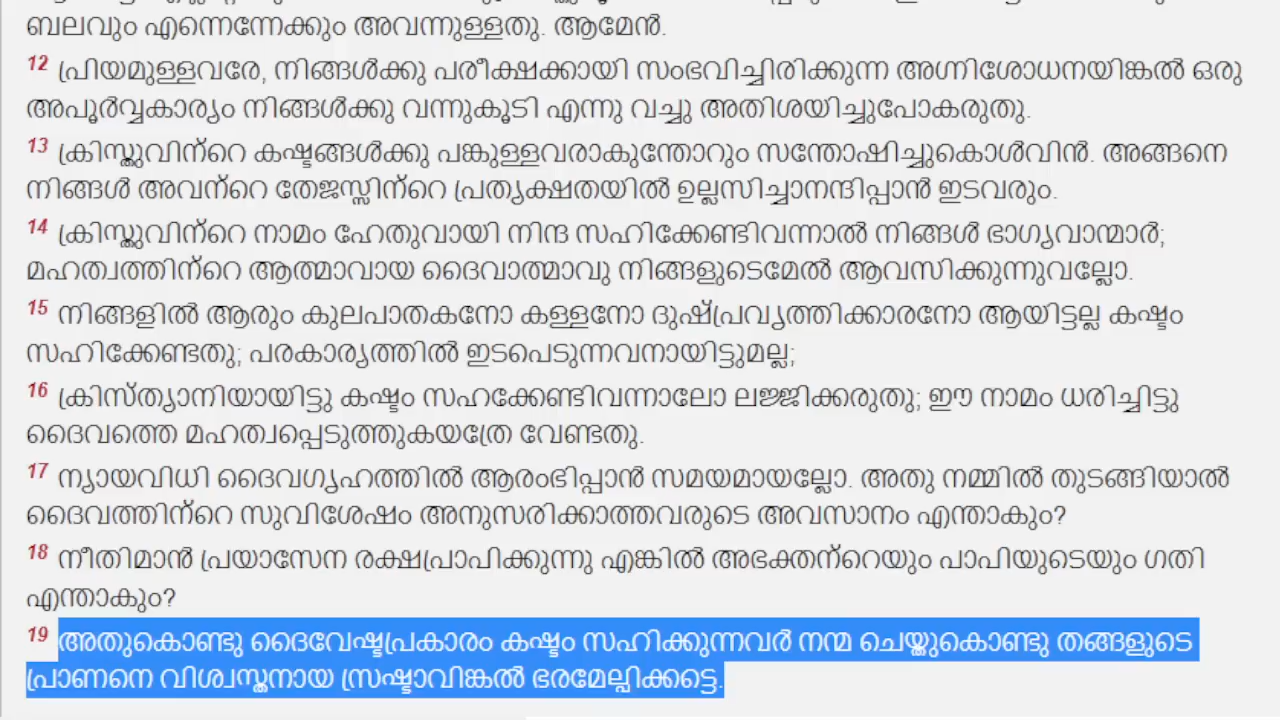 ബലവും എന്നെന്നേക്കും അവന്നുള്ളതു. ആമേൻ.
12 പ്രിയമുള്ളവരേ, നിങ്ങൾക്കു പരീക്ഷക്കായി സംഭവിച്ചിരിക്കുന്ന അഗ്നിശോധനയിങ്കൽ ഒരു
അപൂർവ്വകാര്യം നിങ്ങൾക്കു വന്നുകൂടി എന്നു വച്ചു അതിശയിച്ചുപോകരുതു.
13 ക്രിസ്തുവിന്റെ കഷ്ടങ്ങൾക്കു പങ്കുള്ളവരാകുന്തോറും സന്തോഷിച്ചുകൊൾവിൻ. അങ്ങനെ
നിങ്ങൾ അവന്റെ തേജസ്സിന്റെ പ്രത്യക്ഷതയിൽ ഉല്ലസിച്ചാനന്ദിപ്പാൻ ഇടവരും.
14 ക്രിസ്തുവിന്റെ നാമം ഹേതുവായി നിന്ദ സഹിക്കേണ്ടിവന്നാൽ നിങ്ങൾ ഭാഗ്യവാന്മാർ;
മഹത്വത്തിന്റെ ആത്മാവായ ദൈവാത്മാവു നിങ്ങളുടെമേൽ ആവസിക്കുന്നുവല്ലോ.
15 നിങ്ങളിൽ ആരും കുലപാതകനോ കള്ളനോ ദുഷ്‌പ്രവൃത്തിക്കാരനോ ആയിട്ടല്ല കഷ്ടം
സഹിക്കേണ്ടതു; പരകാര്യത്തിൽ ഇടപെടുന്നവനായിട്ടുമല്ല;
16 ക്രിസ്ത്യാനിയായിട്ടു കഷ്ടം സഹക്കേണ്ടിവന്നാലോ ലജ്ജിക്കരുതു; ഈ നാമം ധരിച്ചിട്ടു
ദൈവത്തെ മഹത്വപ്പെടുത്തുകയത്രേ വേണ്ടതു.
17 ന്യായവിധി ദൈവഗൃഹത്തിൽ ആരംഭിപ്പാൻ സമയമായല്ലോ. അതു നമ്മിൽ തുടങ്ങിയാൽ
ദൈവത്തിന്റെ സുവിശേഷം അനുസരിക്കാത്തവരുടെ അവസാനം എന്താകും?
18 നീതിമാൻ പ്രയാസേന രക്ഷപ്രാപിക്കുന്നു എങ്കിൽ അഭക്തന്റെയും പാപിയുടെയും ഗതി
എന്താകും?
19 അതുകൊണ്ടു ദൈവേഷ്ടപ്രകാരം കഷ്ടം സഹിക്കുന്നവർ നന്മ ചെയ്തുകൊണ്ടു തങ്ങളുടെ
പ്രാണനെ വിശ്വസ്തനായ സ്രഷ്ടാവിങ്കൽ ഭരമേല്പിക്കട്ടെ.